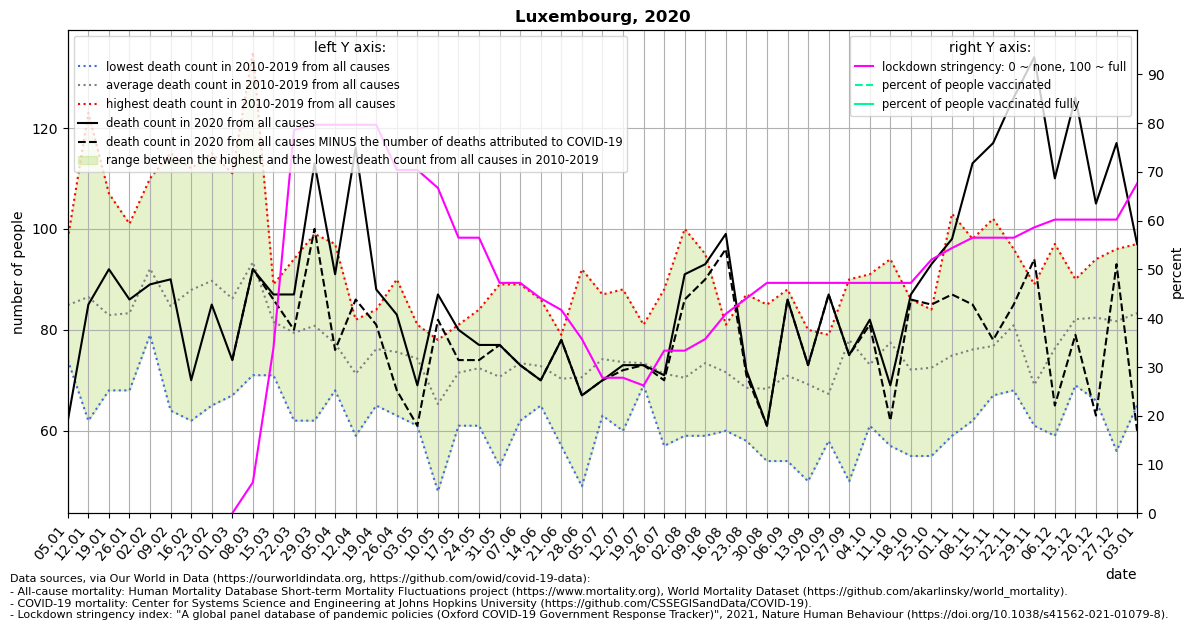 Luxembourg, 2020
left Y axis:
lowest death count in 2010-2019 from all causes
average death count in 2010-2019 from all causes
highest death count in 2010-2019 from all causes
death count in 2020 from all causes
death count in 2020 from all causes MINUS the number of deaths attributed to COVID-19
range between the highest and the lowest death count from all causes in 2010-2019
right Y axis:
lockdown stringency: 0 ~ none, 100 ~ full
percent of people vaccinated
percent of people vaccinated fully
number of people
120
100
80
60
90
80
70
60
50
40
30
20
10
0
percent
05.01 12.01 19.01 26.01 02.02 09.02 16.02 23.02 01.03 08.03 15.03 22.03 29.03 05.04 12.04 19.04 26.04 03.05 10.05 17.05 24.05 31.05 07.06 14.06 21.06 28.06 05.07 12.07 19.07 26.07 02.08 09.08 16.08 23.08 30.08 06.09 13.09 20.09 27.09 04.10 11.10 18.10 25.10 01.11 08.11 15.11 22.11 29.11 06.12 13.12 20.12 27.12 03.01
date
Data sources, via Our World in Data (https://ourworldindata.org, https://github.com/owid/covid-19-data):
- All-cause mortality: Human Mortality Database Short-term Mortality Fluctuations project (https://www.mortality.org), World Mortality Dataset (https://github.com/akarlinsky/world_mortality).
- COVID-19 mortality: Center for Systems Science and Engineering at Johns Hopkins University (https://github.com/CSSEGISandData/COVID-19).
- Lockdown stringency index: "A global panel database of pandemic policies (Oxford COVID-19 Government Response Tracker)", 2021, Nature Human Behaviour (https://doi.org/10.1038/s41562-021-01079-8).